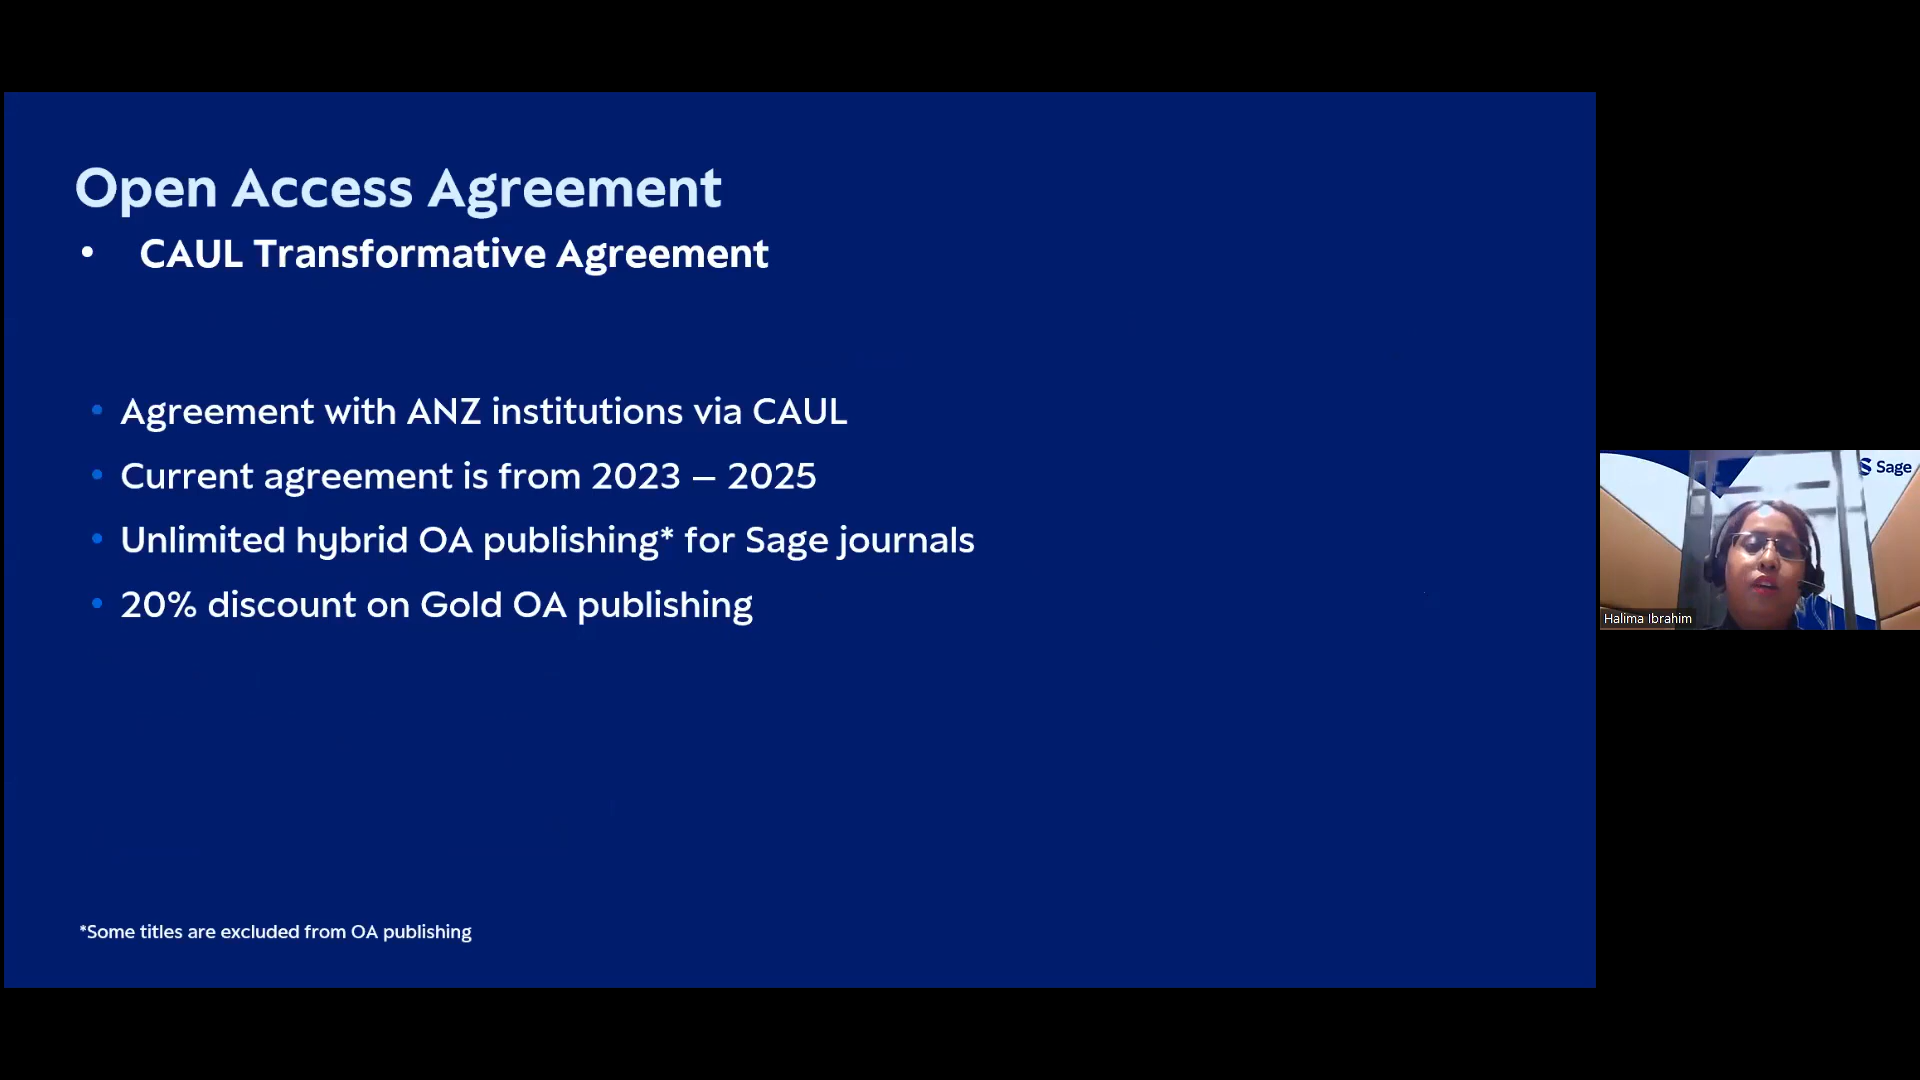 Open Access Agreement
• CAUL Transformative Agreement
• Agreement with ANZ institutions via CAUL
• Current agreement is from 2023 – 2025
• Unlimited hybrid OA publishing* for Sage journals
• 20% discount on Gold OA publishing
*Some titles are excluded from OA publishing
Sage
Halima Ibrahim